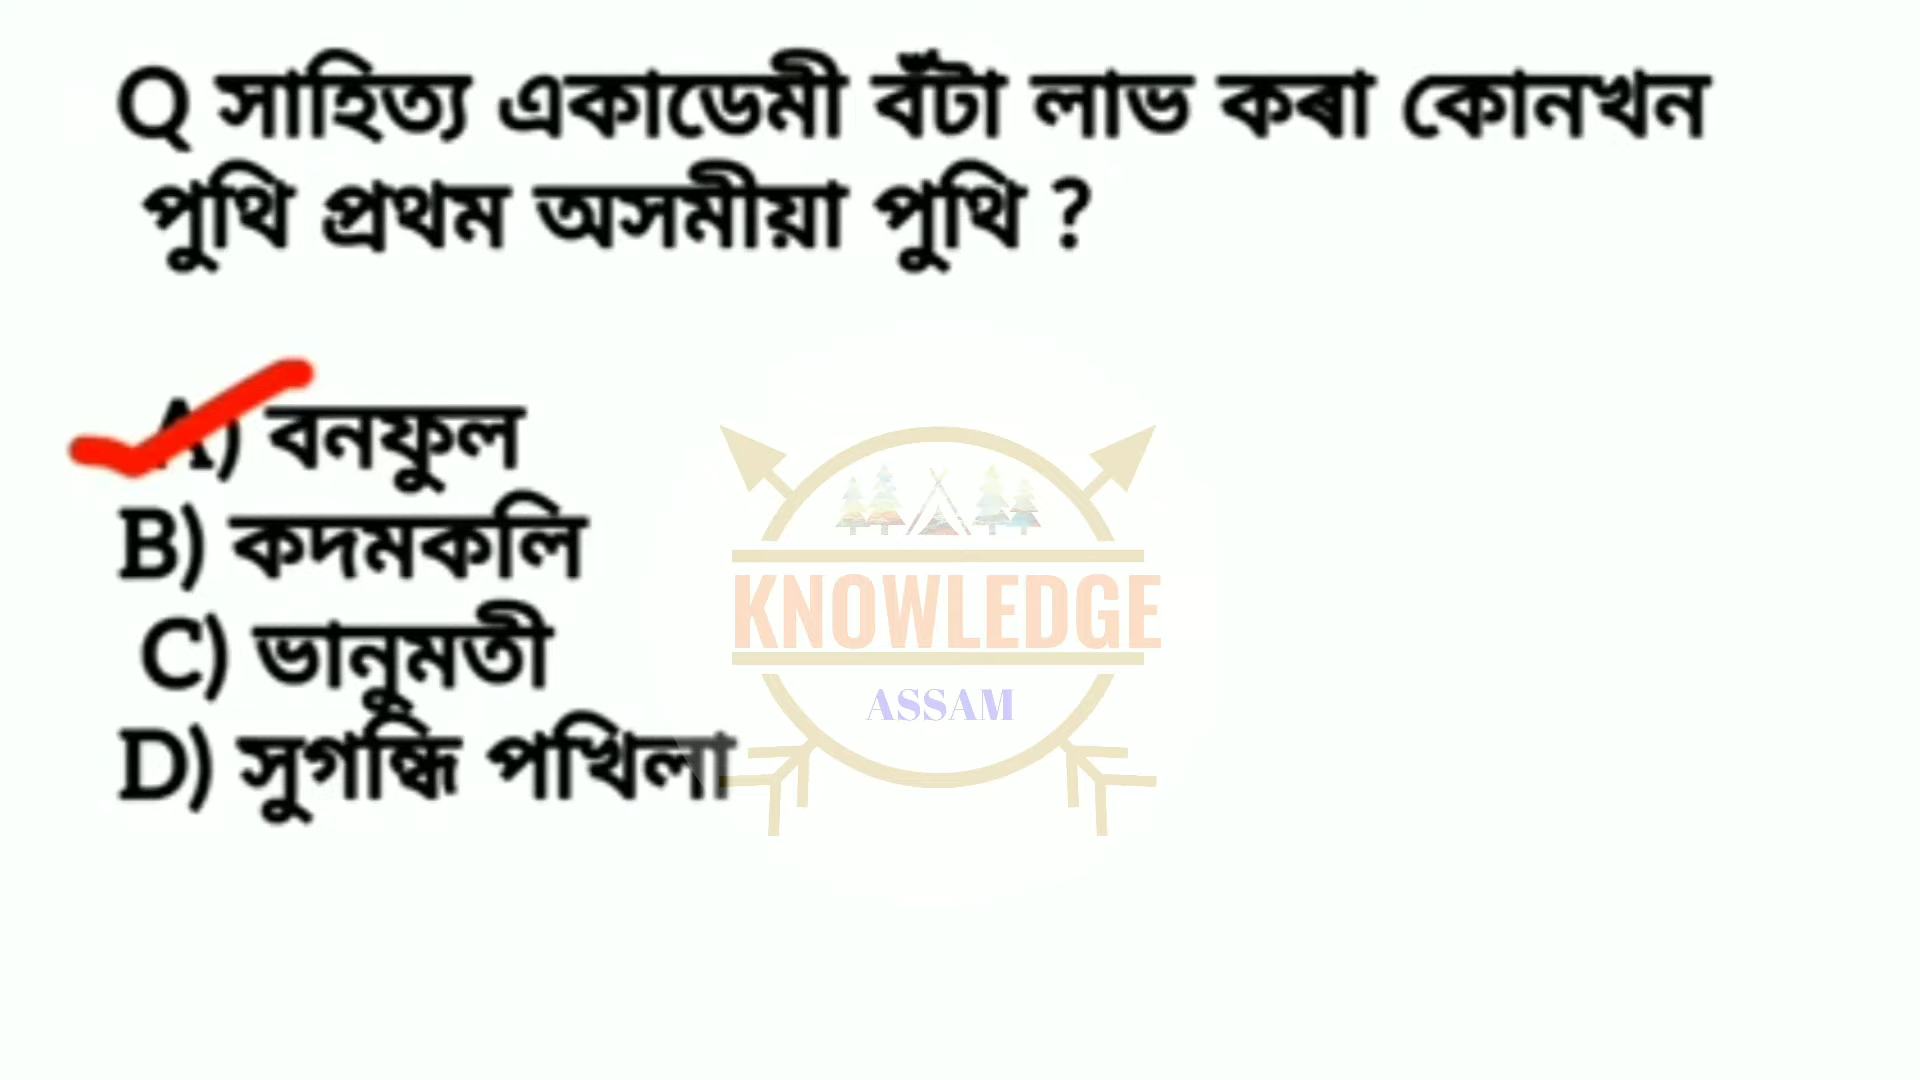 Q সাহিত্য একাডেমী বঁটা লাভ কৰা কোনখন
পুথি প্ৰথম অসমীয়া পুথি ?
A) বনফুল
B) কদমকলি
C) ভানুমতী
D) সুগন্ধি পখিলা
KNOWLEDGE
ASSAM